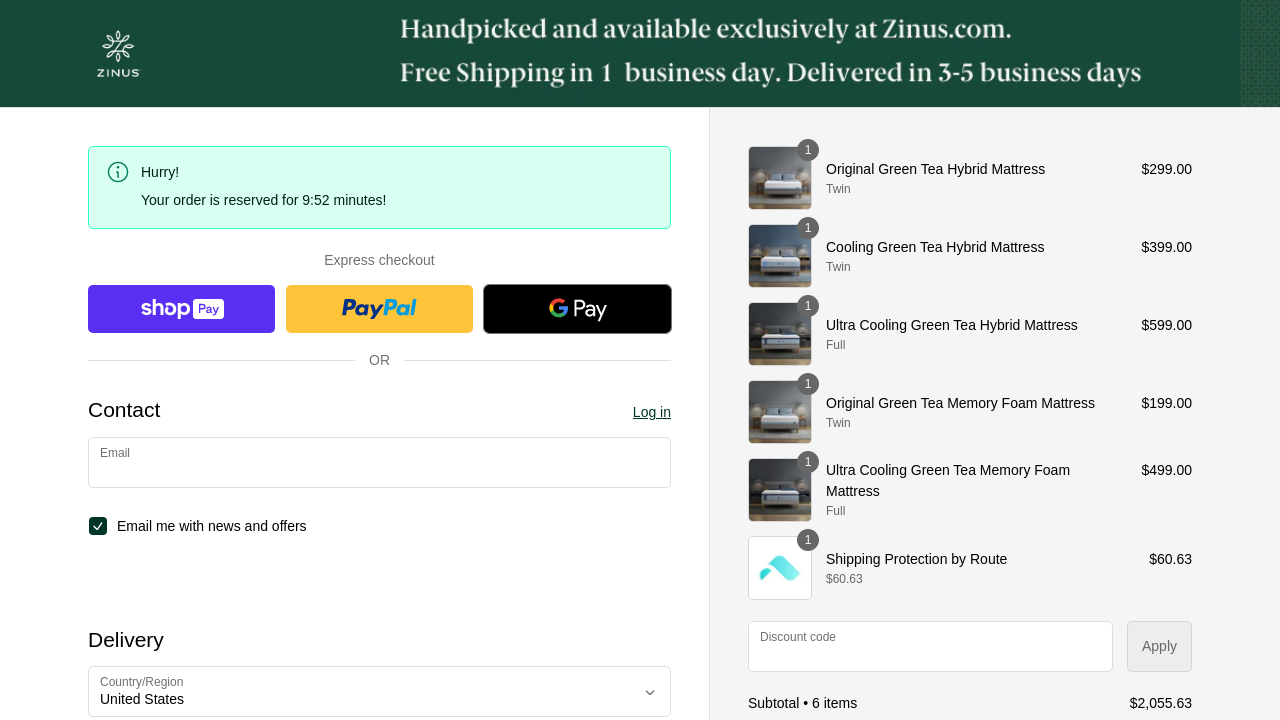 ZINUS
Handpicked and available exclusively at Zinus.com.
Free Shipping in 1 business day. Delivered in 3-5 business days
Hurry!
Your order is reserved for 9:52 minutes!
Express checkout
shop Pay
PayPal
G Pay
OR
Contact
Log in
Email
Email me with news and offers
Delivery
Country/Region
United States
1
Original Green Tea Hybrid Mattress
$299.00
Twin
1
Cooling Green Tea Hybrid Mattress
$399.00
Twin
1
Ultra Cooling Green Tea Hybrid Mattress
$599.00
Full
1
Original Green Tea Memory Foam Mattress
$199.00
Twin
1
Ultra Cooling Green Tea Memory Foam
Mattress
$499.00
Full
1
Shipping Protection by Route
$60.63
$60.63
Discount code
Apply
Subtotal • 6 items
$2,055.63